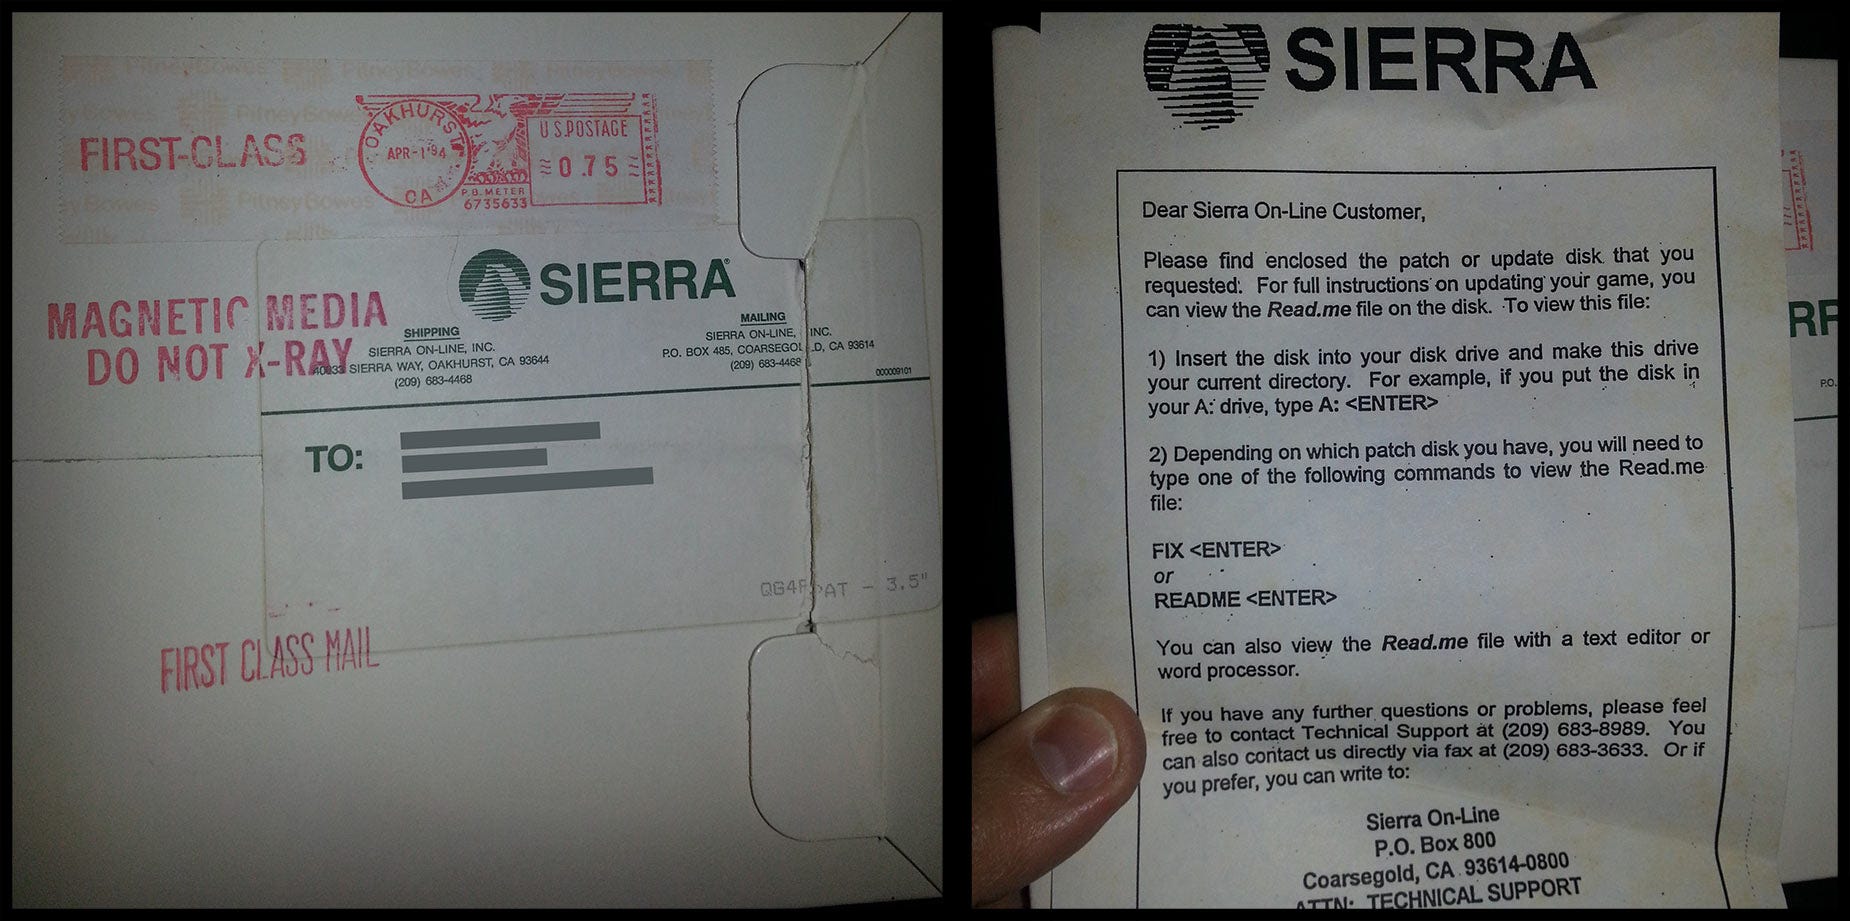 PitneyBowes PitneyBowes PitneyBowes
FIRST-CLASS
OAKHURST
APR-1'94
CA
U.S.POSTAGE
0.75
P.B. METER
6735633
MAGNETIC MEDIA
DO NOT X-RAY
SIERRA®
SHIPPING
SIERRA ON-LINE, INC.
40033 SIERRA WAY, OAKHURST, CA 93644
(209) 683-4468
MAILING
SIERRA ON-LINE, INC.
P.O. BOX 485, COARSEGOLD, CA 93614
(209) 683-4468
000009101
TO:
3.5"
FIRST CLASS MAIL
SIERRA
Dear Sierra On-Line Customer,
Please find enclosed the patch or update disk that you
requested. For full instructions on updating your game, you
can view the Read.me file on the disk. To view this file:
1) Insert the disk into your disk drive and make this drive
your current directory. For example, if you put the disk in
your A: drive, type A: <ENTER>
2) Depending on which patch disk you have, you will need to
type one of the following commands to view the Read.me
file:
FIX <ENTER>
or
README <ENTER>
You can also view the Read.me file with a text editor or
word processor.
If you have any further questions or problems, please feel
free to contact Technical Support at (209) 683-8989. You
can also contact us directly via fax at (209) 683-3633. Or if
you prefer, you can write to:
Sierra On-Line
P.O. Box 800
Coarsegold, CA 93614-0800
ATTN: TECHNICAL SUPPORT